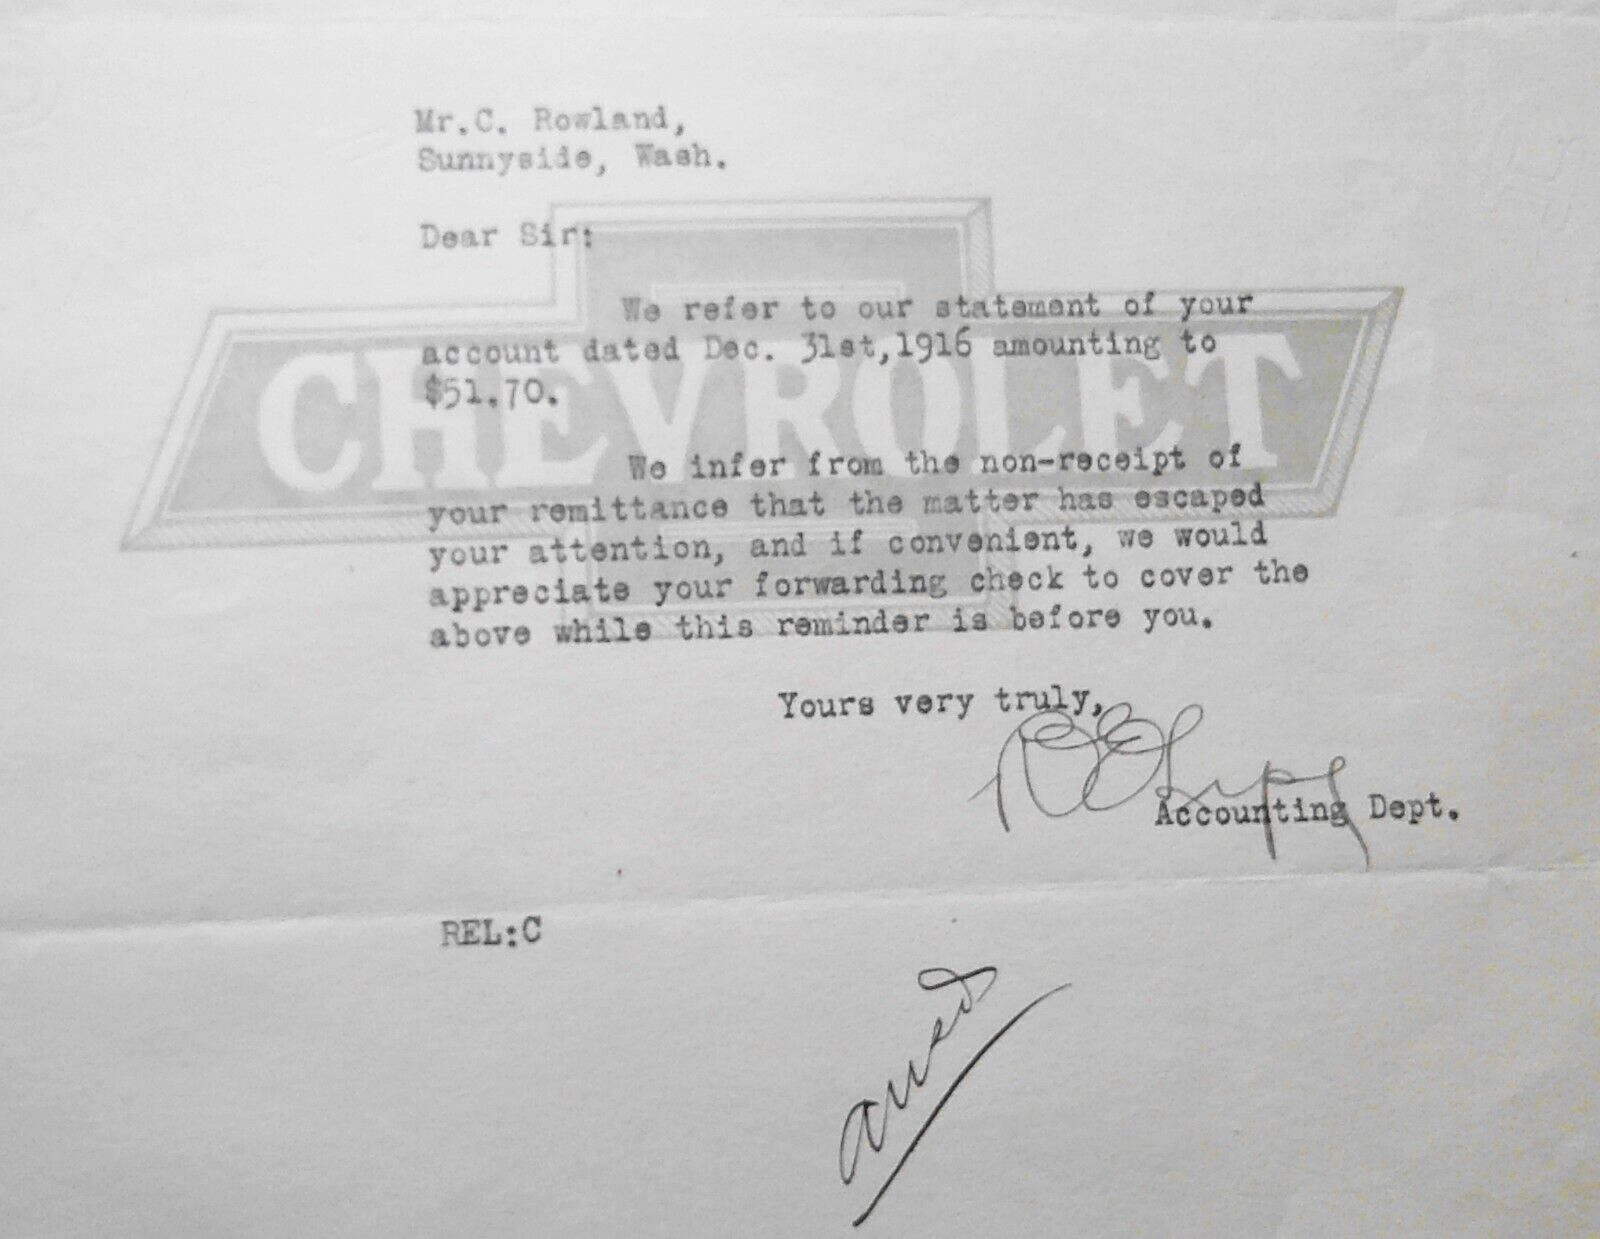 Mr.C. Rowland,
Sunnyside, Wash.
Dear Sir:
We refer to our statement of your
account dated Dec. 31st,1916 amounting to
$51.70.
CHEVROLET
We infer from the non-receipt of
your remittance that the matter has escaped
your attention, and if convenient, we would
appreciate your forwarding check to cover the
above while this reminder is before you.
Yours very truly,
Accounting Dept.
REL:C